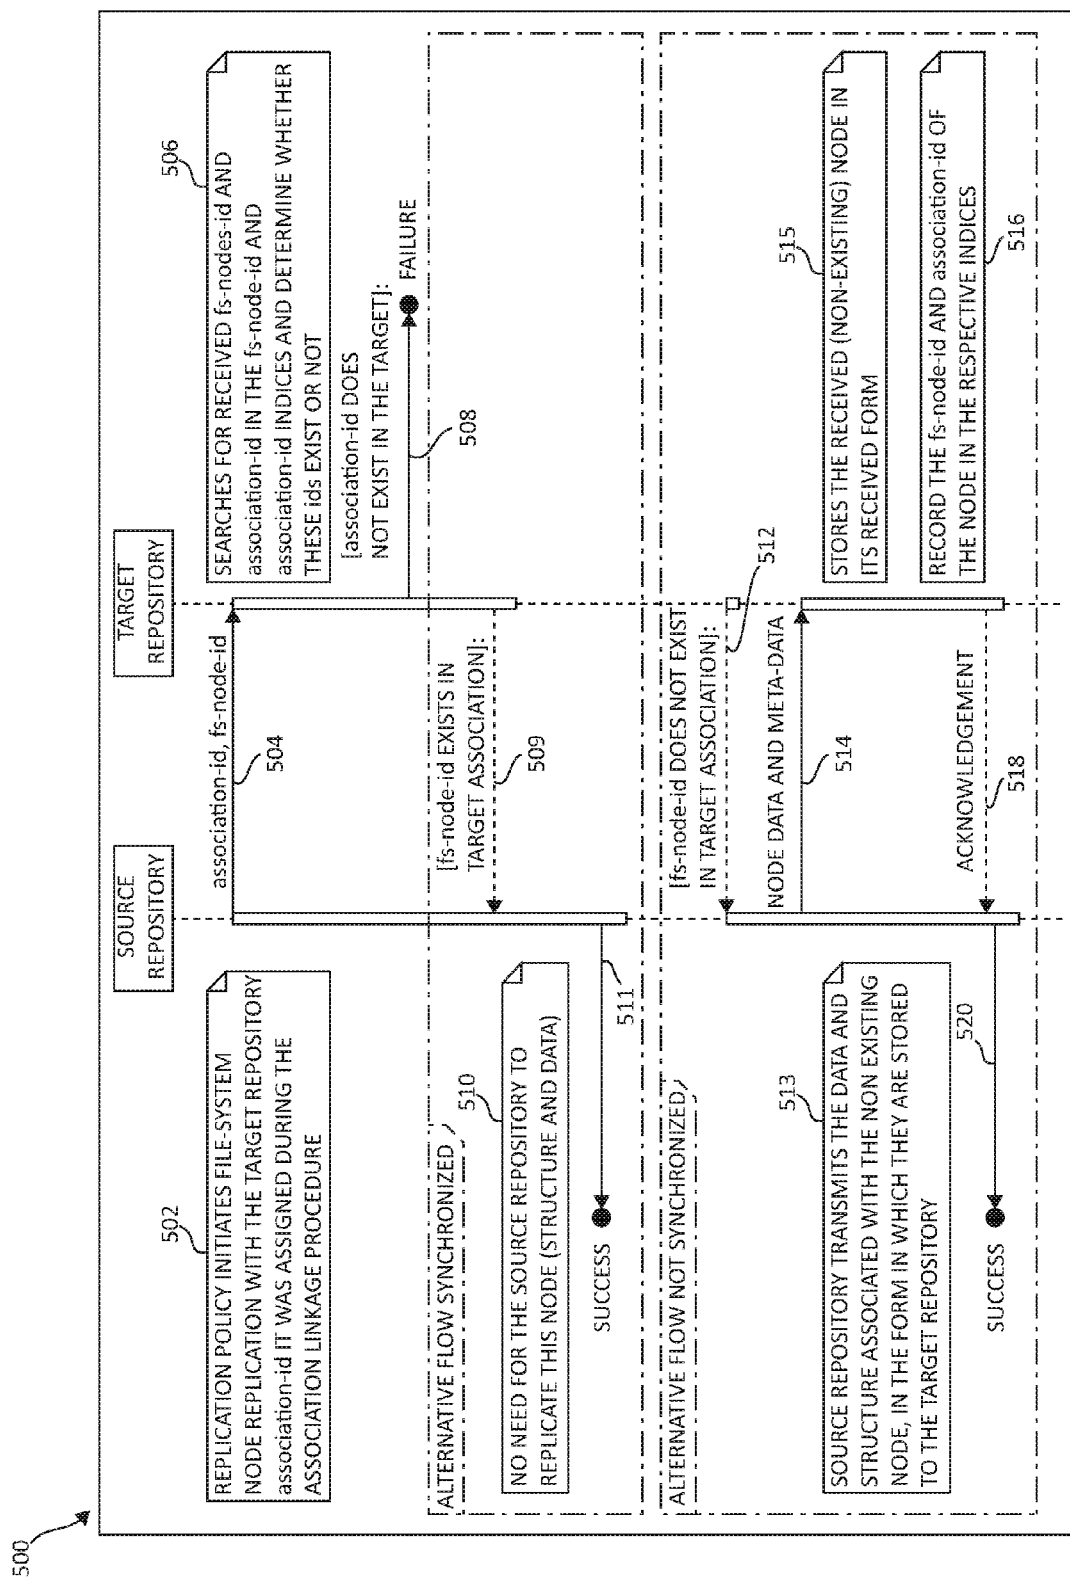 500
SOURCE
REPOSITORY
TARGET
REPOSITORY
502
REPLICATION POLICY INITIATES FILE-SYSTEM
NODE REPLICATION WITH THE TARGET REPOSITORY
association-id IT WAS ASSIGNED DURING THE
ASSOCIATION LINKAGE PROCEDURE
association-id, fs-node-id
504
506
SEARCHES FOR RECEIVED fs-nodes-id AND
association-id IN THE fs-node-id AND
association-id INDICES AND DETERMINE WHETHER
THESE ids EXIST OR NOT
[association-id DOES
NOT EXIST IN THE TARGET]:
FAILURE
508
ALTERNATIVE FLOW SYNCHRONIZED
[fs-node-id EXISTS IN
TARGET ASSOCIATION]:
509
510
NO NEED FOR THE SOURCE REPOSITORY TO
REPLICATE THIS NODE (STRUCTURE AND DATA)
511
SUCCESS
ALTERNATIVE FLOW NOT SYNCHRONIZED
[fs-node-id DOES NOT EXIST
IN TARGET ASSOCIATION]:
512
NODE DATA AND META-DATA
514
513
SOURCE REPOSITORY TRANSMITS THE DATA AND
STRUCTURE ASSOCIATED WITH THE NON EXISTING
NODE, IN THE FORM IN WHICH THEY ARE STORED
TO THE TARGET REPOSITORY
515
STORES THE RECEIVED (NON-EXISTING) NODE IN
ITS RECEIVED FORM
RECORD THE fs-node-id AND association-id OF
THE NODE IN THE RESPECTIVE INDICES
516
ACKNOWLEDGEMENT
518
520
SUCCESS